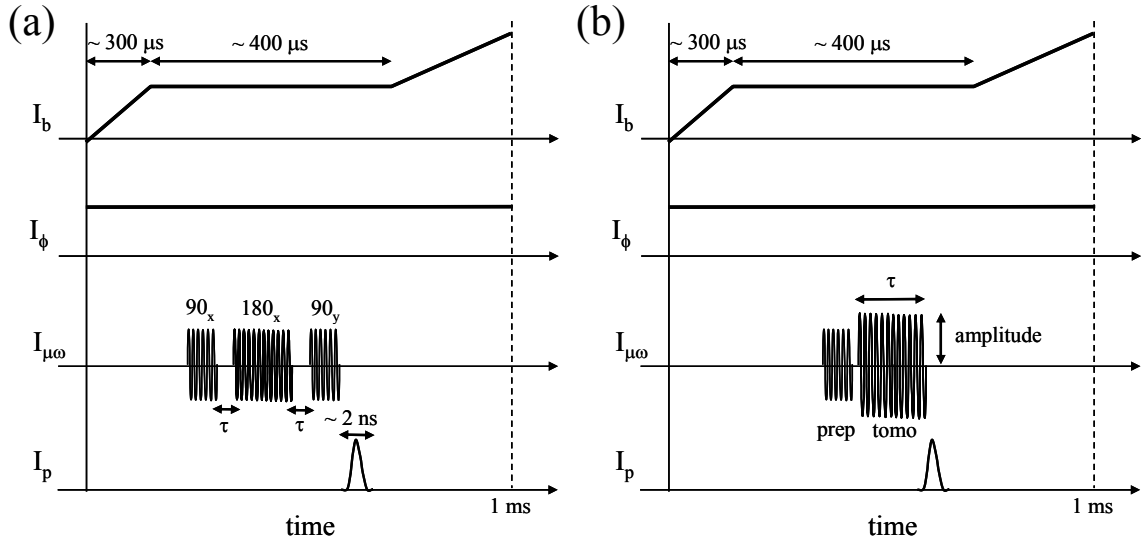 (a)
~ 300 μs
~ 400 μs
I_b
I_ϕ
90_x
180_x
90_y
I_μω
τ
τ
~ 2 ns
I_p
1 ms
time
(b)
~ 300 μs
~ 400 μs
I_b
I_ϕ
τ
I_μω
amplitude
prep
tomo
I_p
1 ms
time